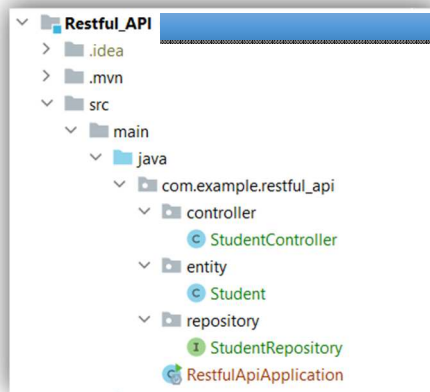 Restful_API
.idea
.mvn
src
main
java
com.example.restful_api
controller
C StudentController
entity
C Student
repository
I StudentRepository
RestfulApiApplication